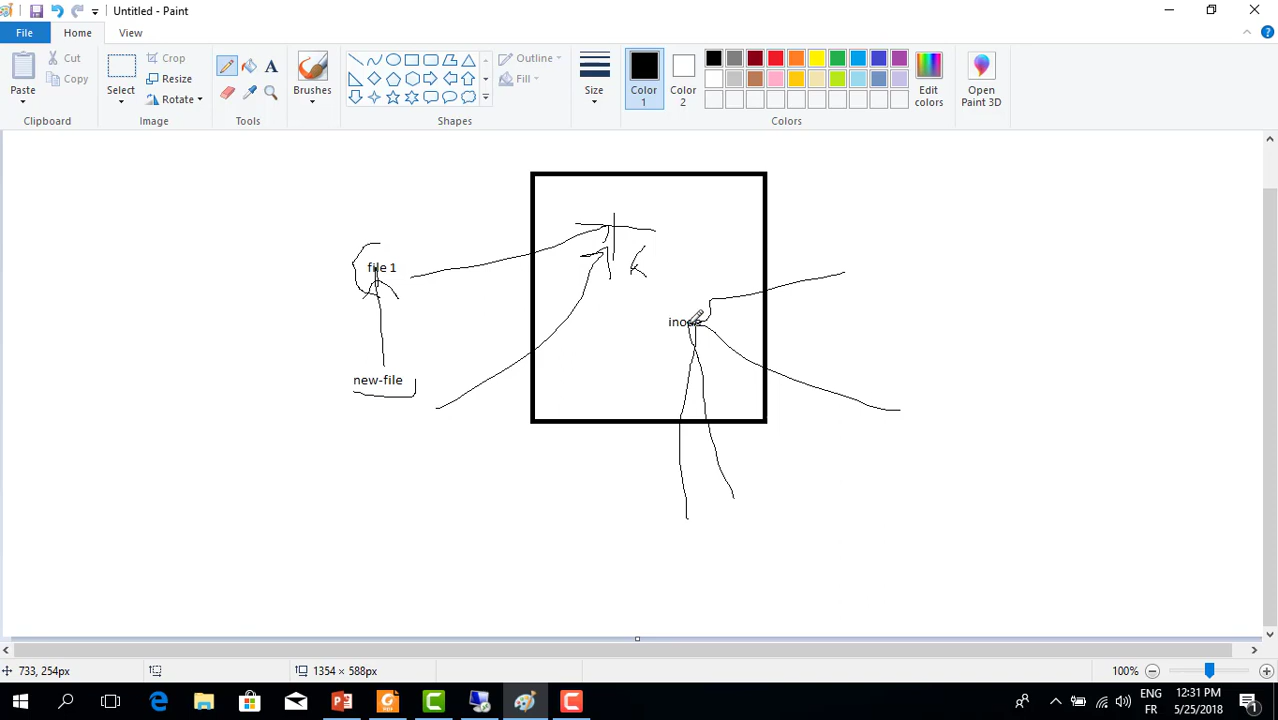 Untitled - Paint
File
Home
View
Paste
Cut
Copy
Clipboard
Select
Crop
Resize
Rotate
Image
A
Tools
Brushes
Shapes
Outline
Fill
Size
Color 1
Color 2
Edit colors
Colors
Open Paint 3D
file 1
K
new-file
733, 254px
1354 × 588px
100%
ENG
FR
12:31 PM
5/25/2018
1